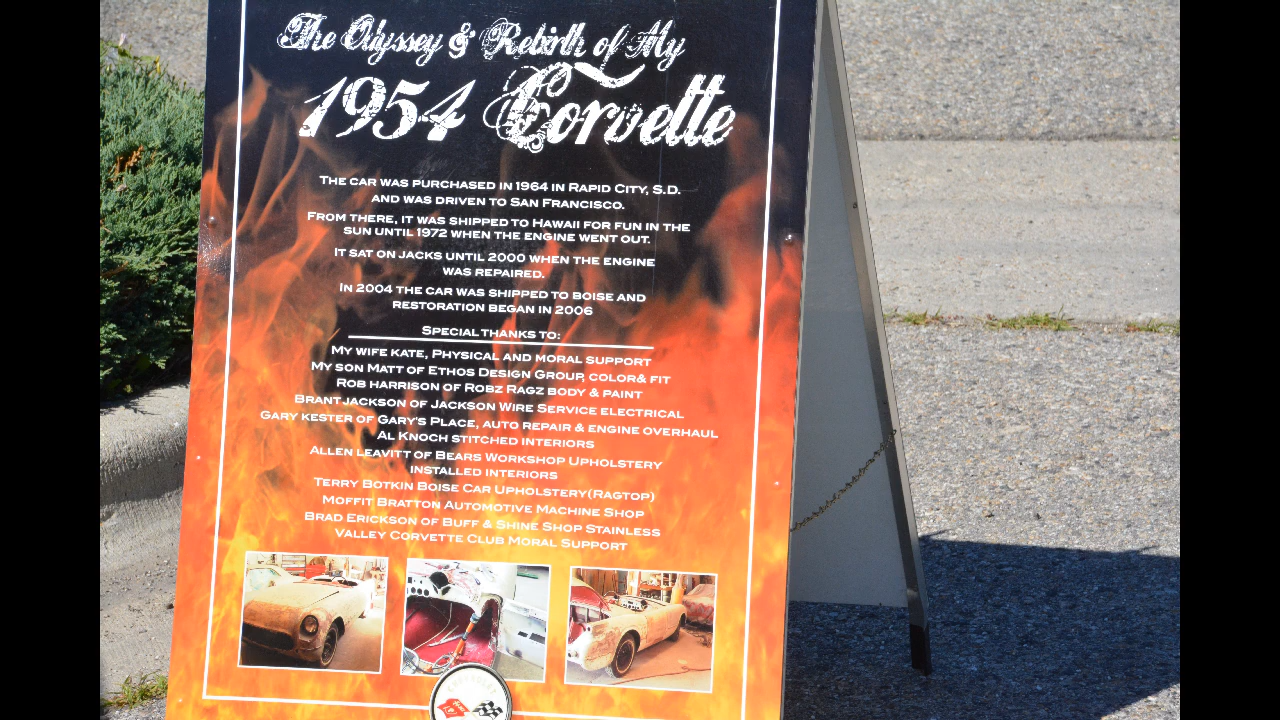 The Odyssey & Rebirth of My
1954 Corvette
THE CAR WAS PURCHASED IN 1964 IN RAPID CITY, S.D.
AND WAS DRIVEN TO SAN FRANCISCO.
FROM THERE, IT WAS SHIPPED TO HAWAII FOR FUN IN THE
SUN UNTIL 1972 WHEN THE ENGINE WENT OUT.
IT SAT ON JACKS UNTIL 2000 WHEN THE ENGINE
WAS REPAIRED.
IN 2004 THE CAR WAS SHIPPED TO BOISE AND
RESTORATION BEGAN IN 2006
SPECIAL THANKS TO:
MY WIFE KATE, PHYSICAL AND MORAL SUPPORT
MY SON MATT OF ETHOS DESIGN GROUP, COLOR& FIT
ROB HARRISON OF ROBZ RAGZ BODY & PAINT
BRANT JACKSON OF JACKSON WIRE SERVICE ELECTRICAL
GARY KESTER OF GARY'S PLACE, AUTO REPAIR & ENGINE OVERHAUL
AL KNOCH STITCHED INTERIORS
ALLEN LEAVITT OF BEARS WORKSHOP UPHOLSTERY
INSTALLED INTERIORS
TERRY BOTKIN BOISE CAR UPHOLSTERY(RAGTOP)
MOFFIT BRATTON AUTOMOTIVE MACHINE SHOP
BRAD ERICKSON OF BUFF & SHINE SHOP STAINLESS
VALLEY CORVETTE CLUB MORAL SUPPORT